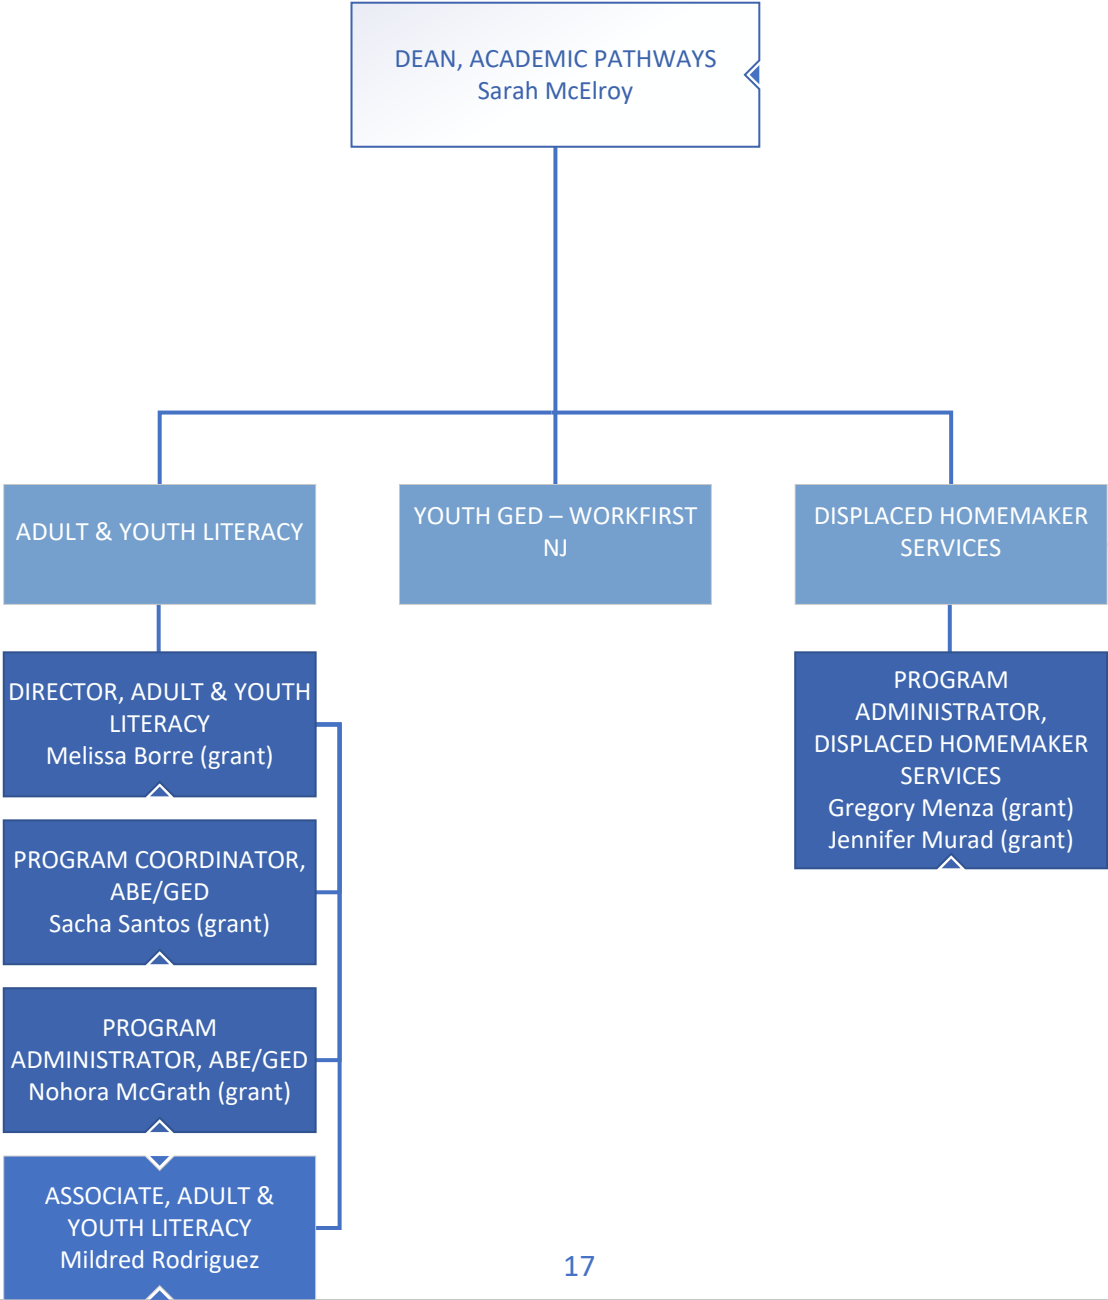 DEAN, ACADEMIC PATHWAYS
Sarah McElroy
ADULT & YOUTH LITERACY
YOUTH GED – WORKFIRST
NJ
DISPLACED HOMEMAKER
SERVICES
DIRECTOR, ADULT & YOUTH
LITERACY
Melissa Borre (grant)
PROGRAM COORDINATOR,
ABE/GED
Sacha Santos (grant)
PROGRAM
ADMINISTRATOR, ABE/GED
Nohora McGrath (grant)
ASSOCIATE, ADULT &
YOUTH LITERACY
Mildred Rodriguez
PROGRAM
ADMINISTRATOR,
DISPLACED HOMEMAKER
SERVICES
Gregory Menza (grant)
Jennifer Murad (grant)
17